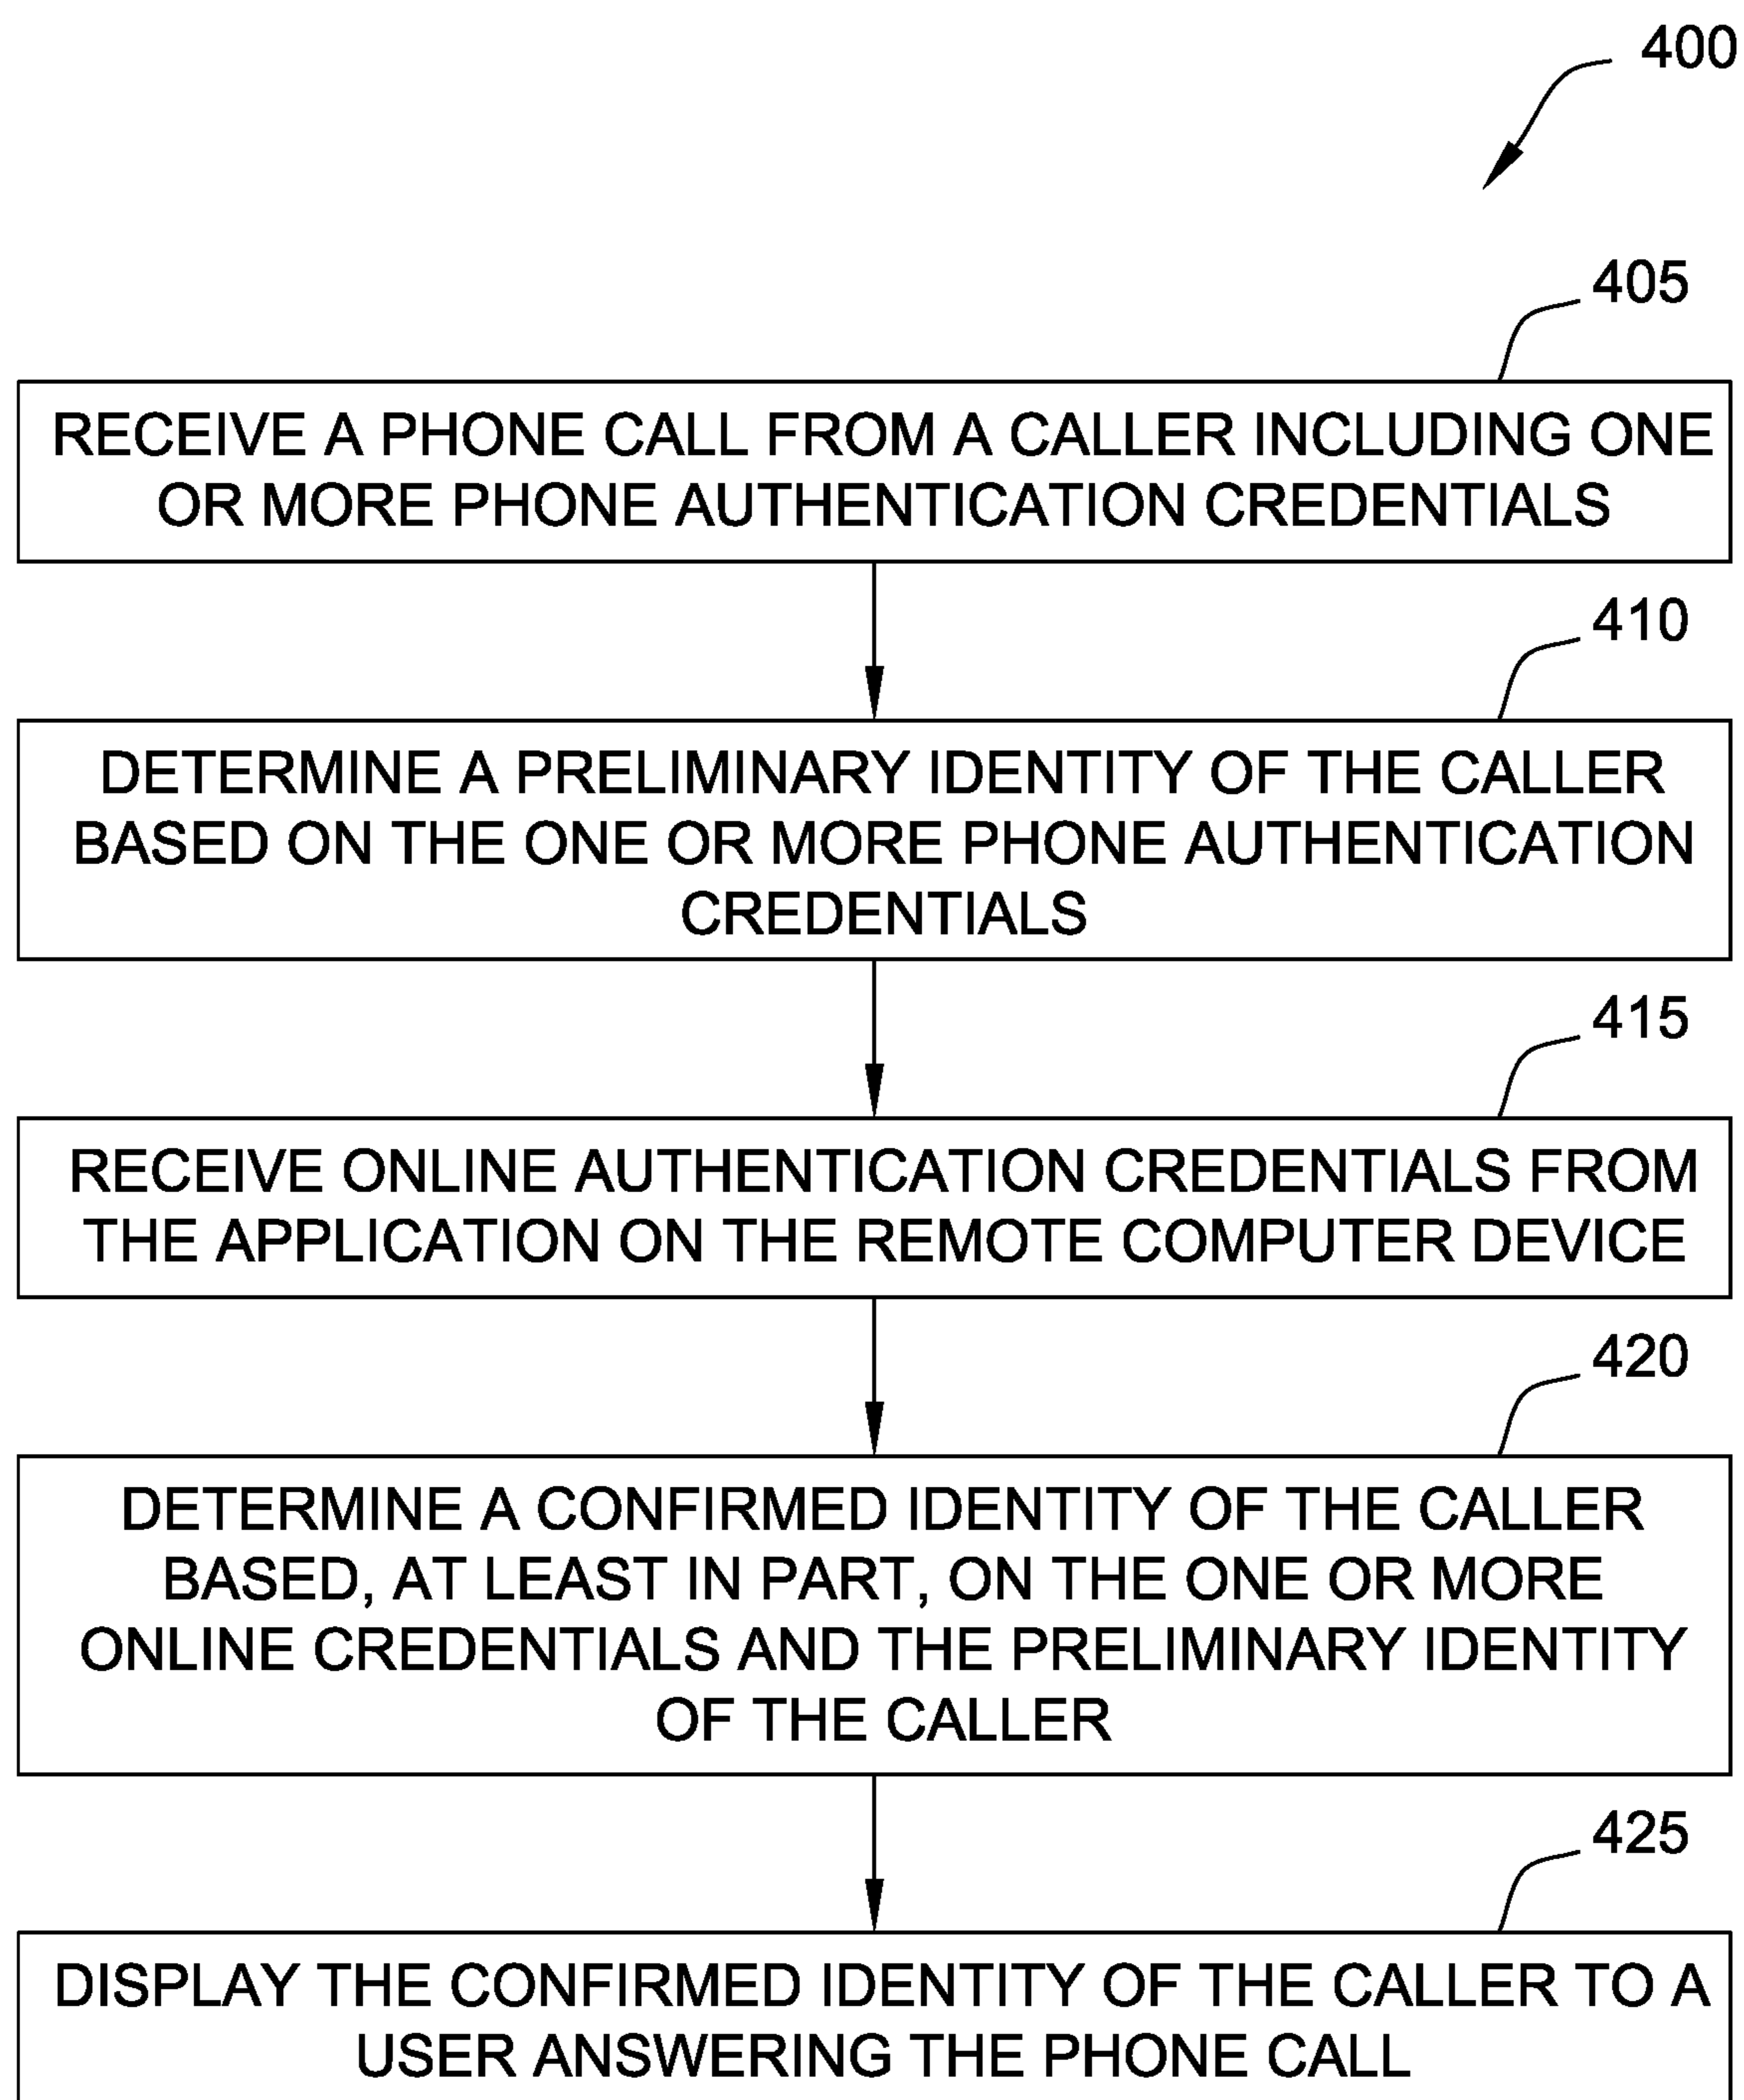 400
405
RECEIVE A PHONE CALL FROM A CALLER INCLUDING ONE
OR MORE PHONE AUTHENTICATION CREDENTIALS
410
DETERMINE A PRELIMINARY IDENTITY OF THE CALLER
BASED ON THE ONE OR MORE PHONE AUTHENTICATION
CREDENTIALS
415
RECEIVE ONLINE AUTHENTICATION CREDENTIALS FROM
THE APPLICATION ON THE REMOTE COMPUTER DEVICE
420
DETERMINE A CONFIRMED IDENTITY OF THE CALLER
BASED, AT LEAST IN PART, ON THE ONE OR MORE
ONLINE CREDENTIALS AND THE PRELIMINARY IDENTITY
OF THE CALLER
425
DISPLAY THE CONFIRMED IDENTITY OF THE CALLER TO A
USER ANSWERING THE PHONE CALL